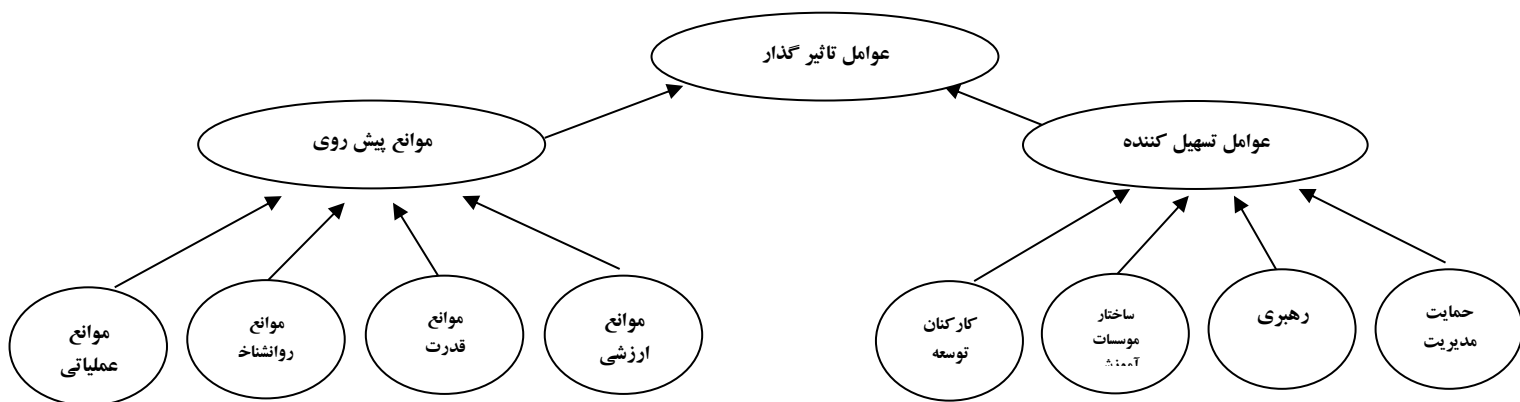 عوامل تاثیر گذار
عوامل تسهیل کننده
موانع پیش روی
حمایت
مدیریت
رهبری
ساختار
موسسات
کارکنان
توسعه
موانع
ارزشی
موانع
قدرت
موانع
روانشناخ
موانع
عملیاتی